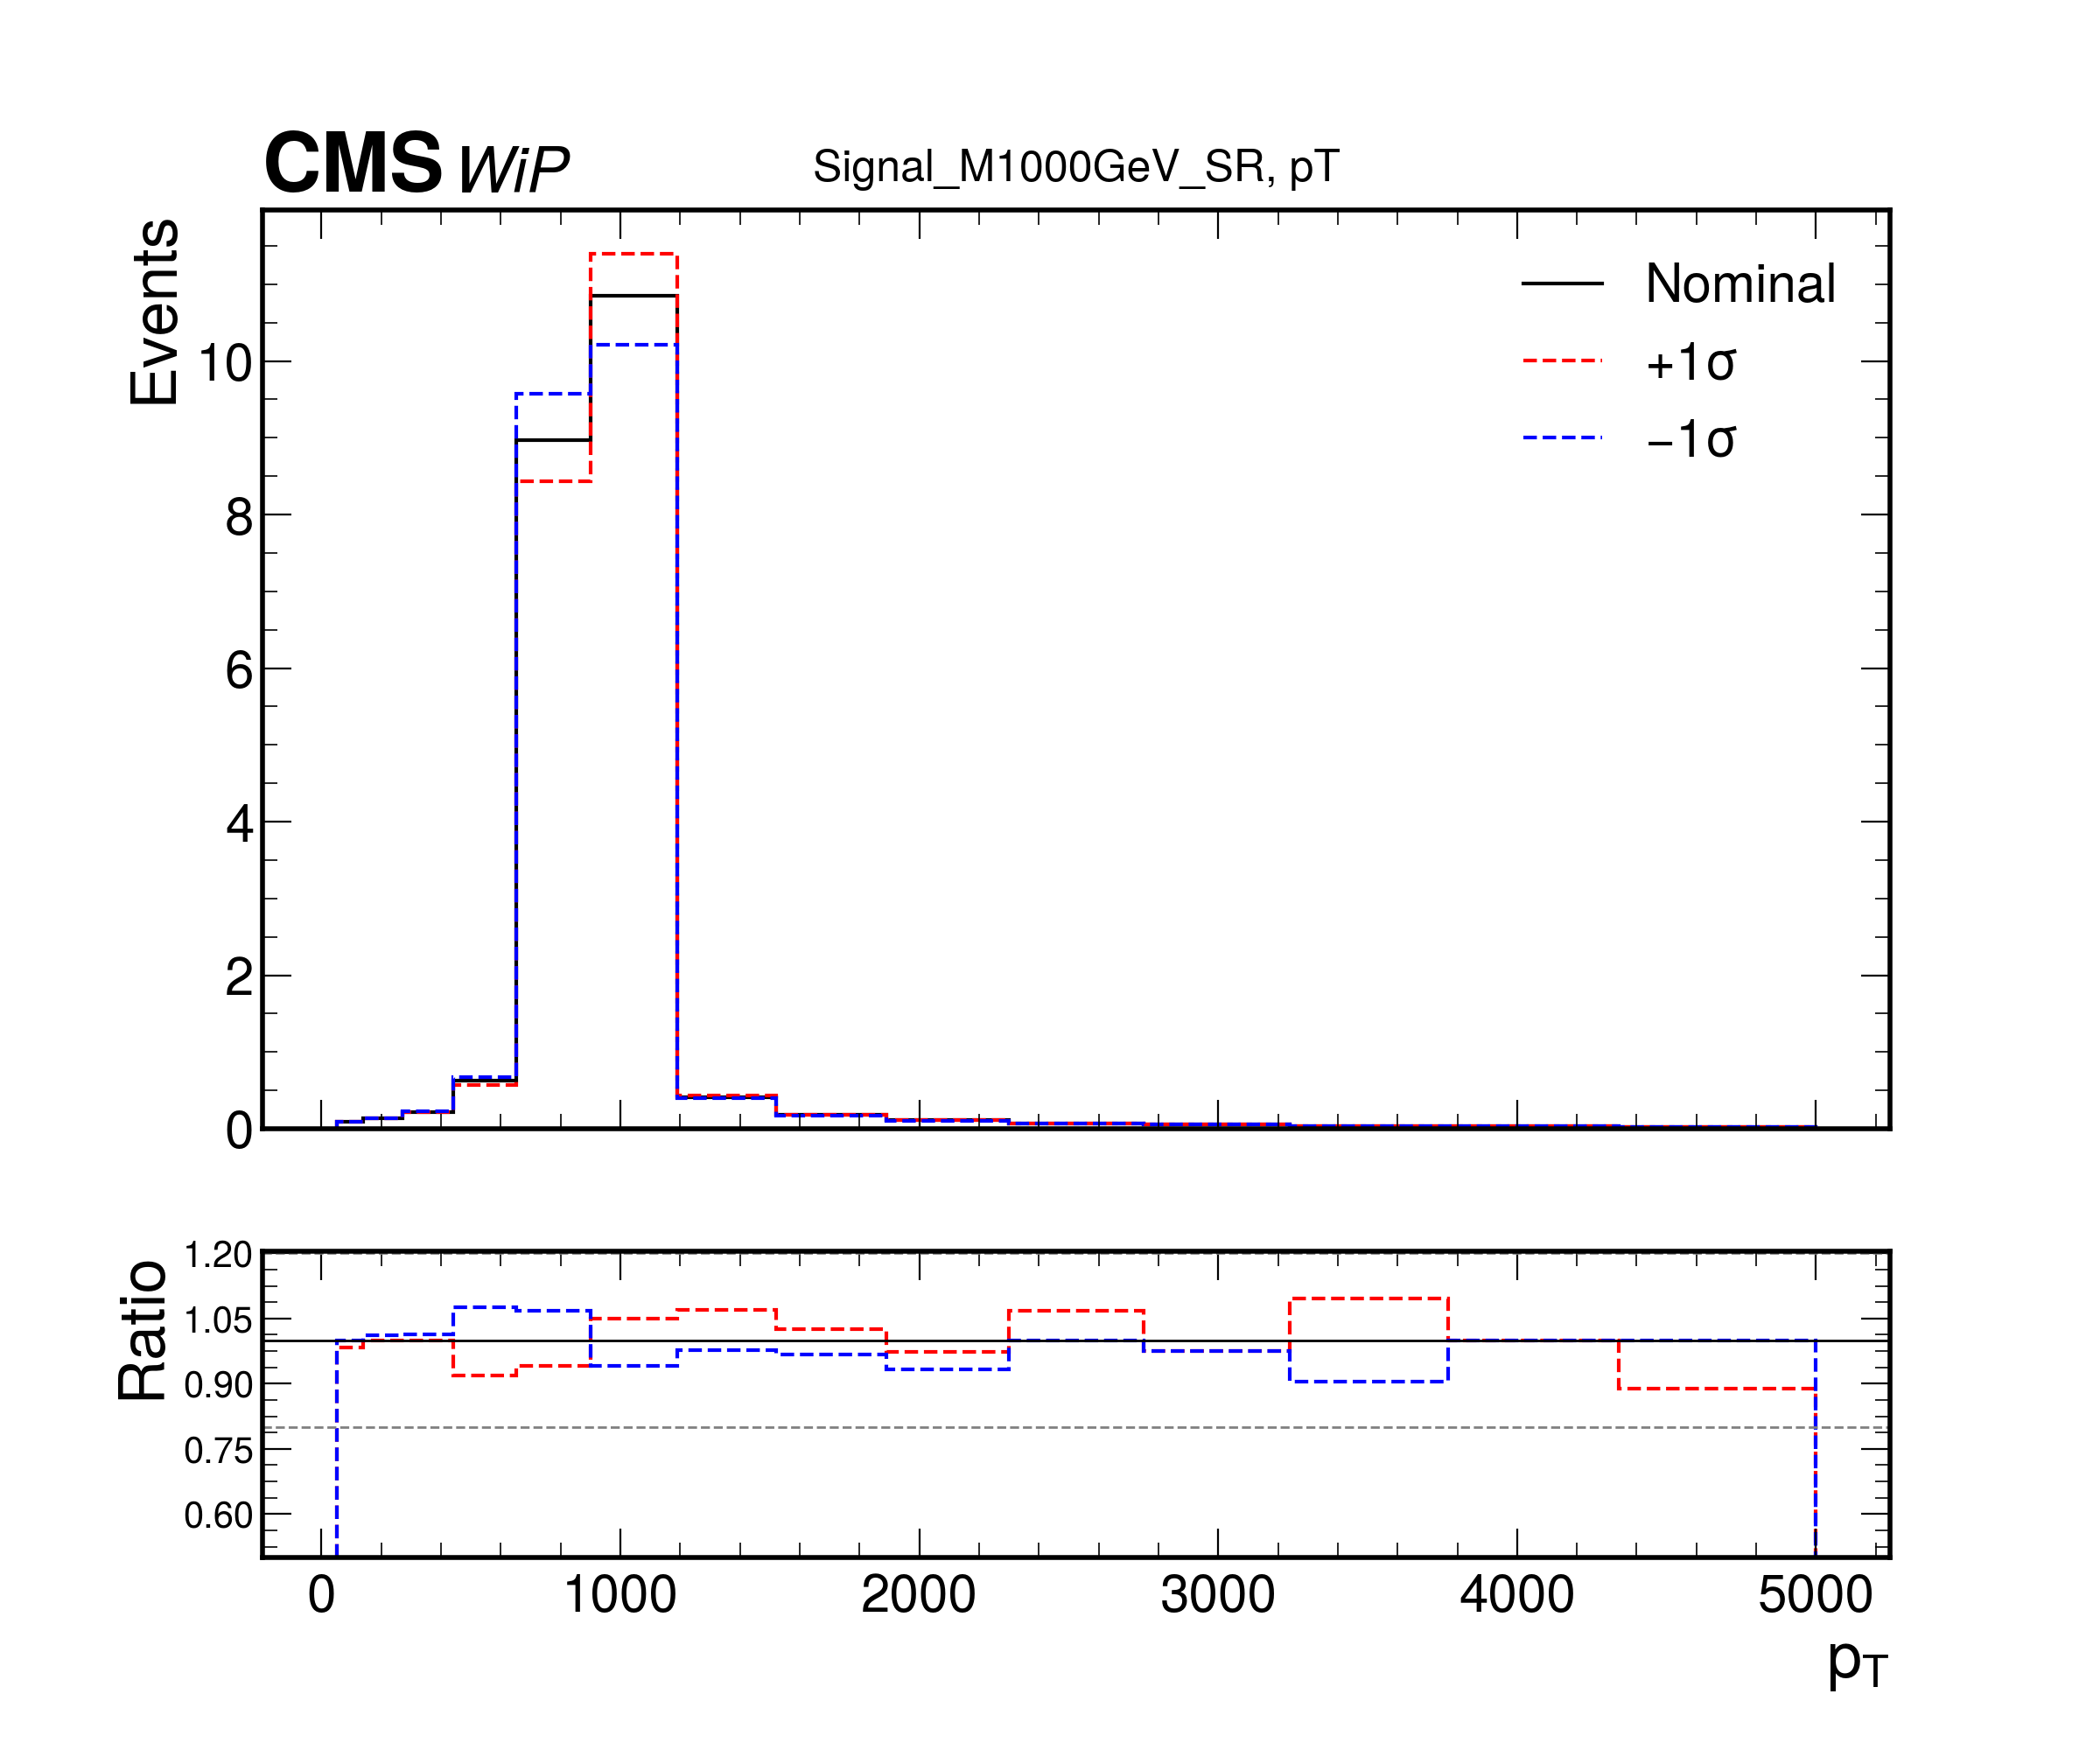 CMS WiP
Signal_M1000GeV_SR, pT
Events
10
8
6
4
2
0
Nominal
+1σ
−1σ
Ratio
1.20
1.05
0.90
0.75
0.60
0 1000 2000 3000 4000 5000
pT